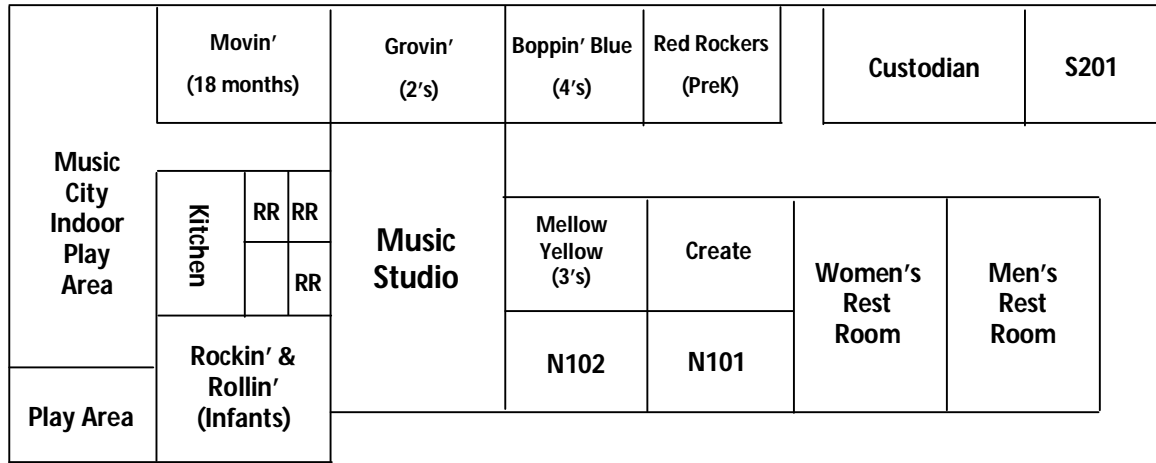 Movin’
(18 months)
Grovin’
(2’s)
Boppin’ Blue
(4’s)
Red Rockers
(PreK)
Custodian
S201
Music
City
Indoor
Play
Area
Kitchen
RR
RR
RR
Music
Studio
Mellow
Yellow
(3’s)
Create
Women’s
Rest
Room
Men’s
Rest
Room
Rockin’ &
Rollin’
(Infants)
N102
N101
Play Area